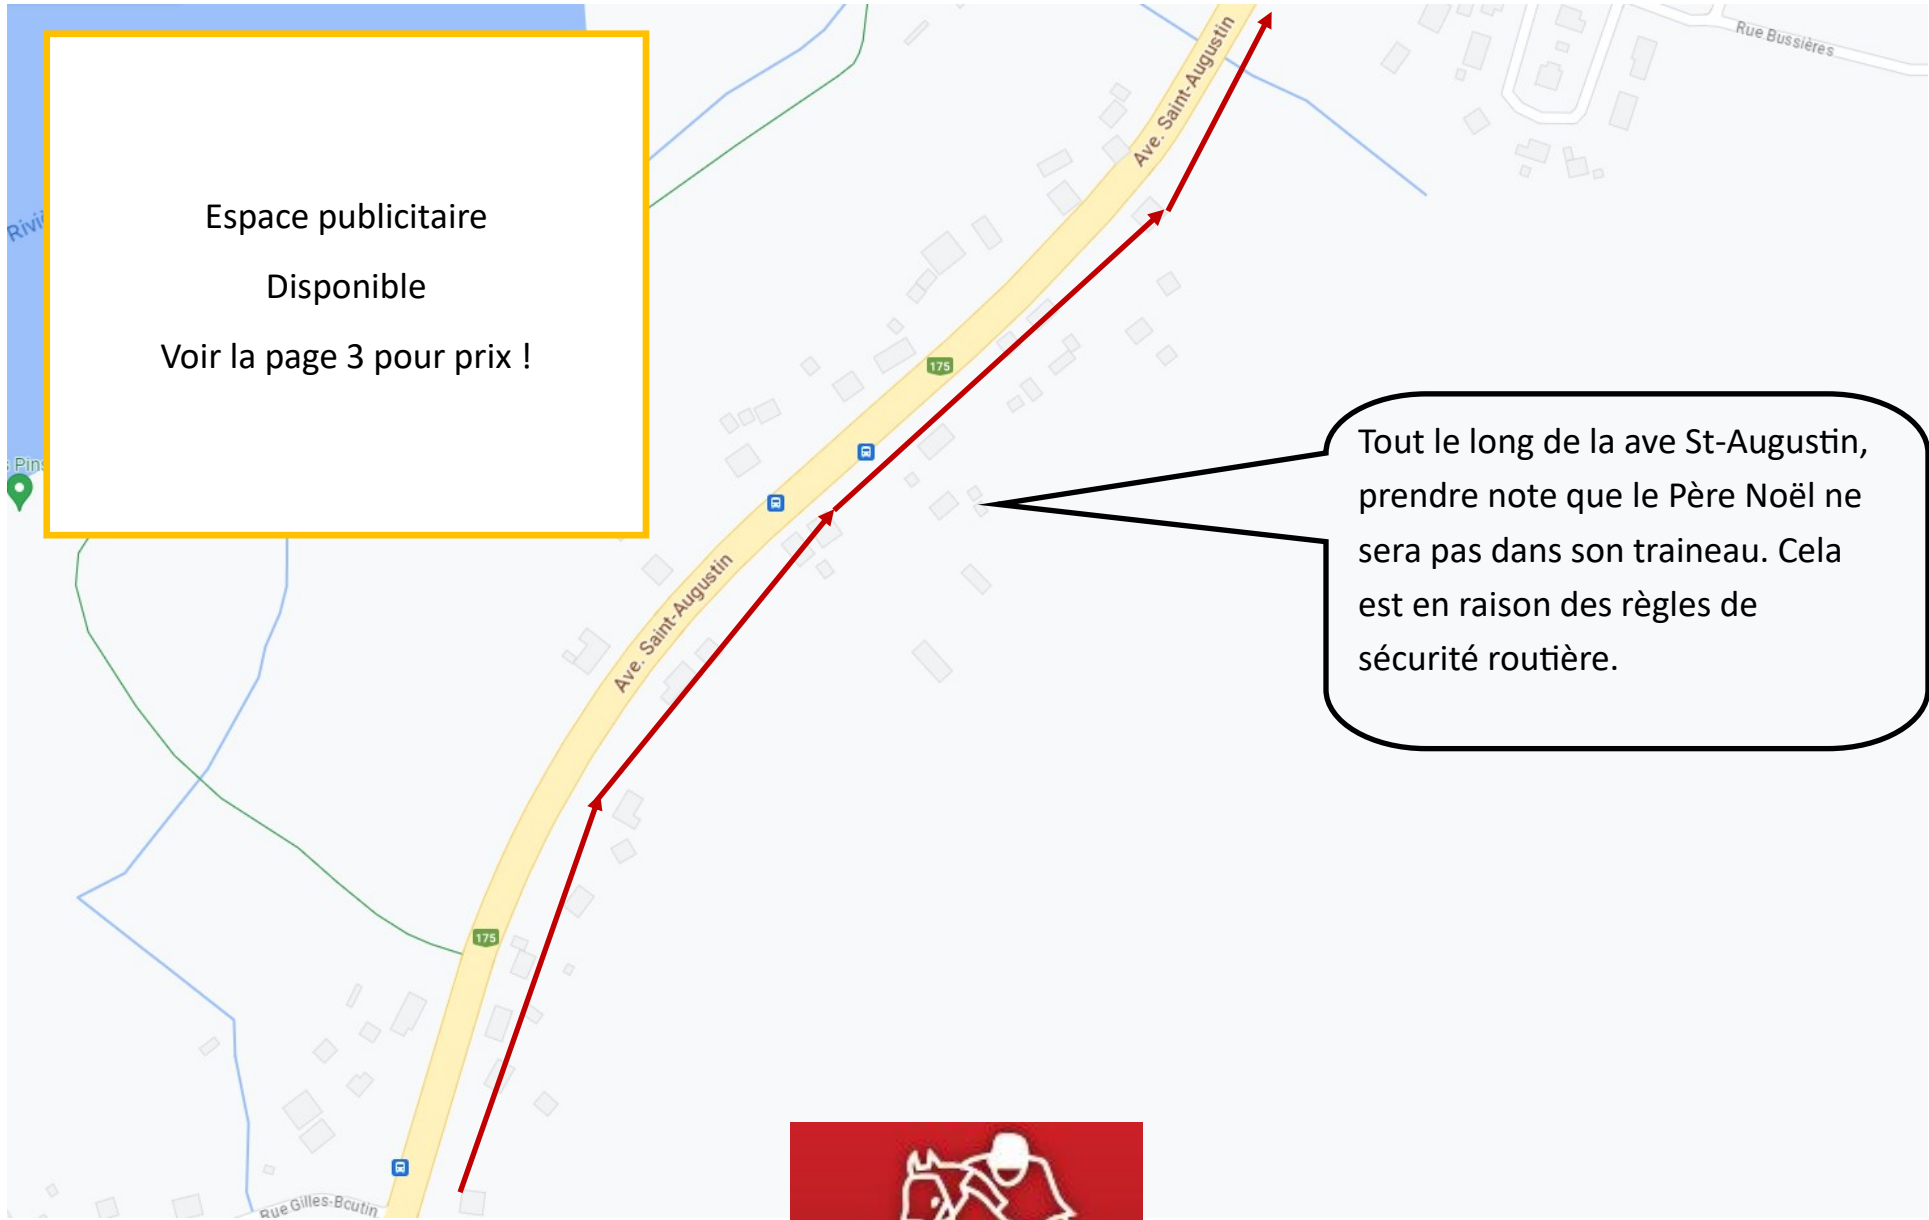 Rue Bussières
Ave. Saint-Augustin
Espace publicitaire
Disponible
Voir la page 3 pour prix !
175
Tout le long de la ave St-Augustin,
prendre note que le Père Noël ne
sera pas dans son traineau. Cela
est en raison des règles de
sécurité routière.
Pins
Ave. Saint-Augustin
175
Rue Gilles-Boutin